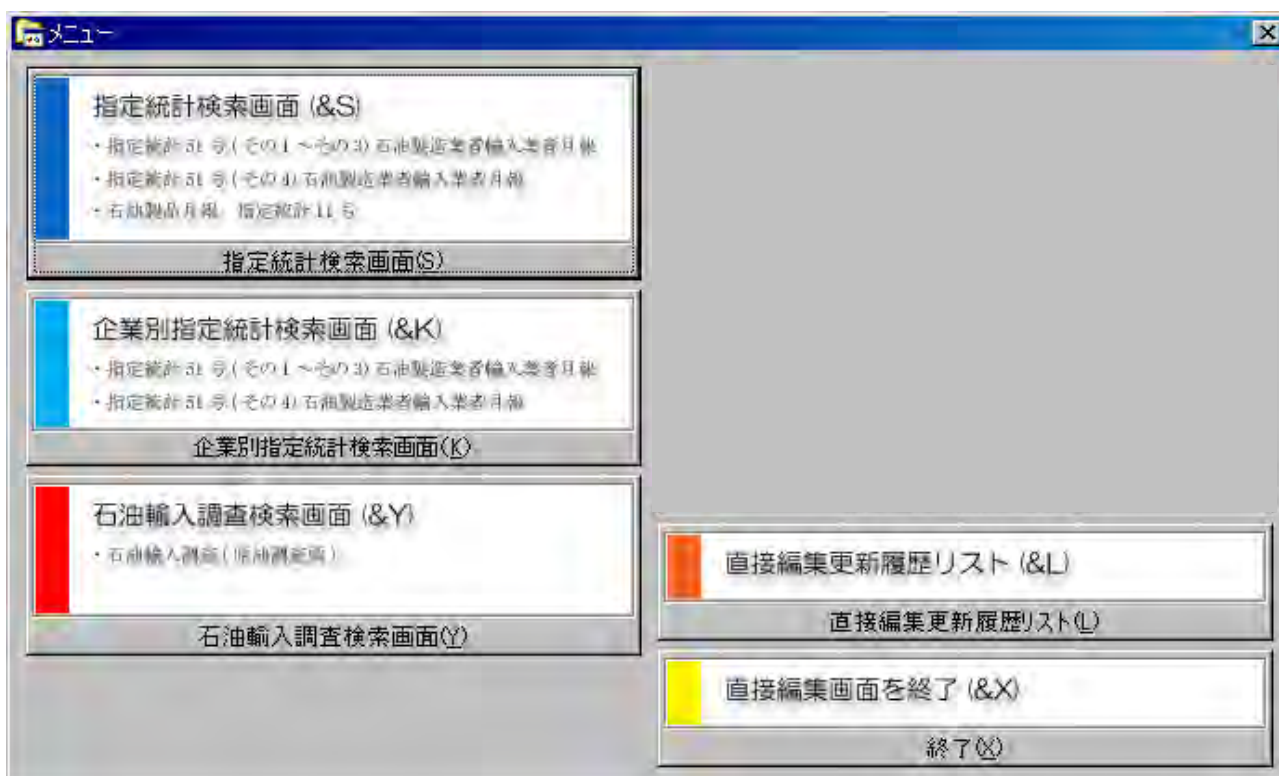 メニュー
指定統計検索画面 (&S)
・指定統計 51 号 (その 1 ～その 3) 石油製造業者輸入業者月報
・指定統計 51 号 (その 4) 石油製造業者輸入業者月報
・石油製品月報 指定統計 11 号
指定統計検索画面(S)
企業別指定統計検索画面 (&K)
・指定統計 51 号 (その 1 ～その 3) 石油製造業者輸入業者月報
・指定統計 51 号 (その 4) 石油製造業者輸入業者月報
企業別指定統計検索画面(K)
石油輸入調査検索画面 (&Y)
・石油輸入調査 (原油調査票)
石油輸入調査検索画面(Y)
直接編集更新履歴リスト (&L)
直接編集更新履歴リスト(L)
直接編集画面を終了 (&X)
終了(X)